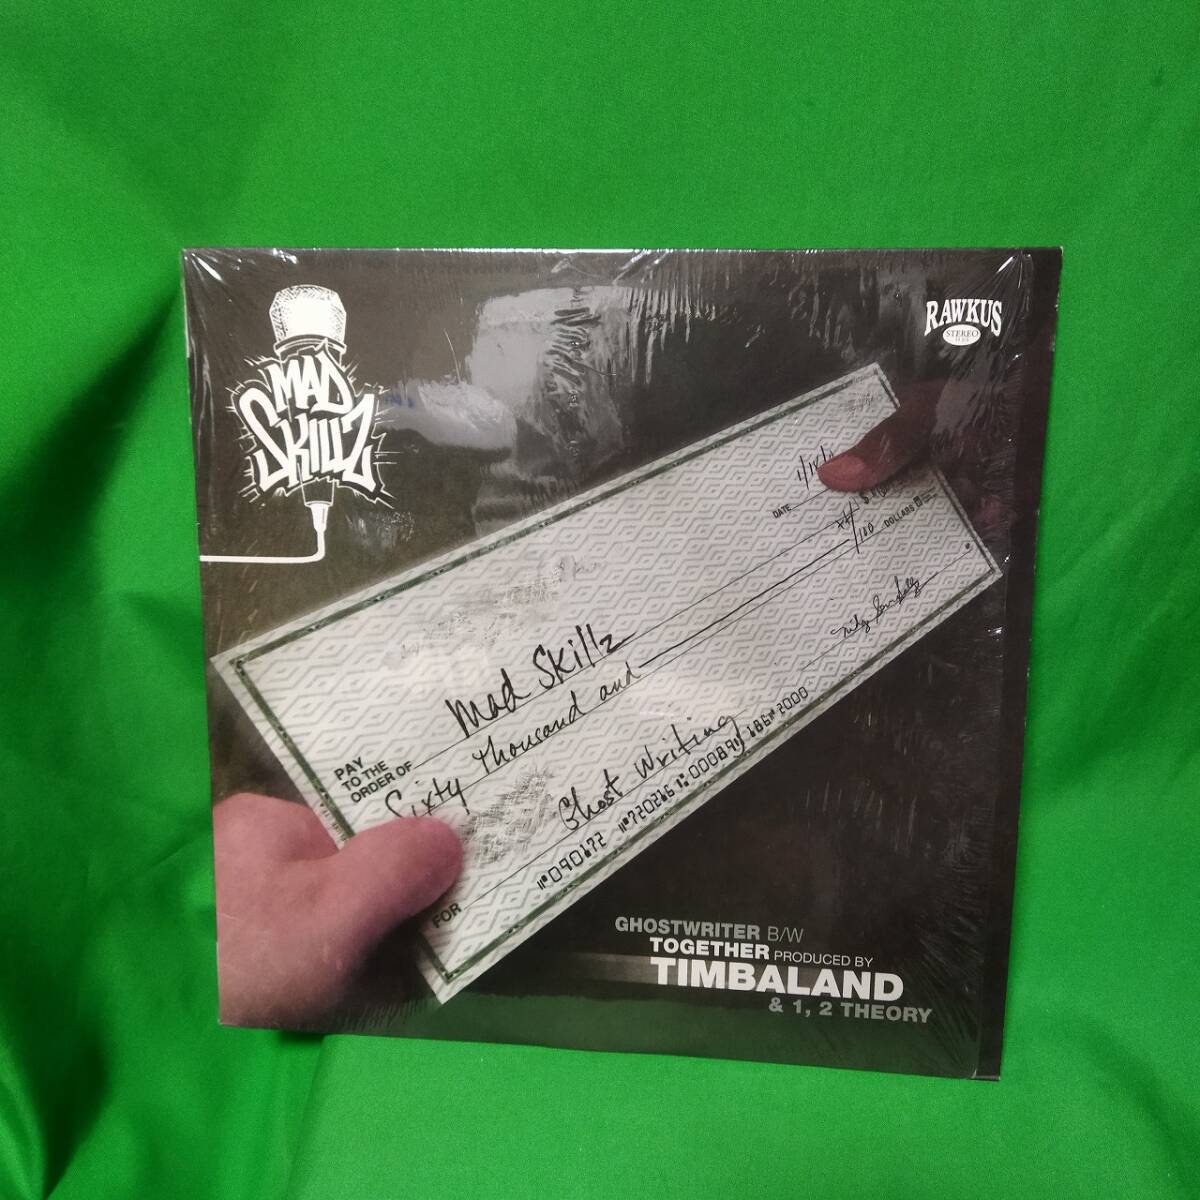 MAD
SKILLZ
RAWKUS
STEREO
DATE
DOLLARS
/100
PAY
TO THE
ORDER OF
Mad Skillz
Sixty thousand and
FOR
Ghost Writing
GHOSTWRITER B/W
TOGETHER PRODUCED BY
TIMBALAND
& 1, 2 THEORY